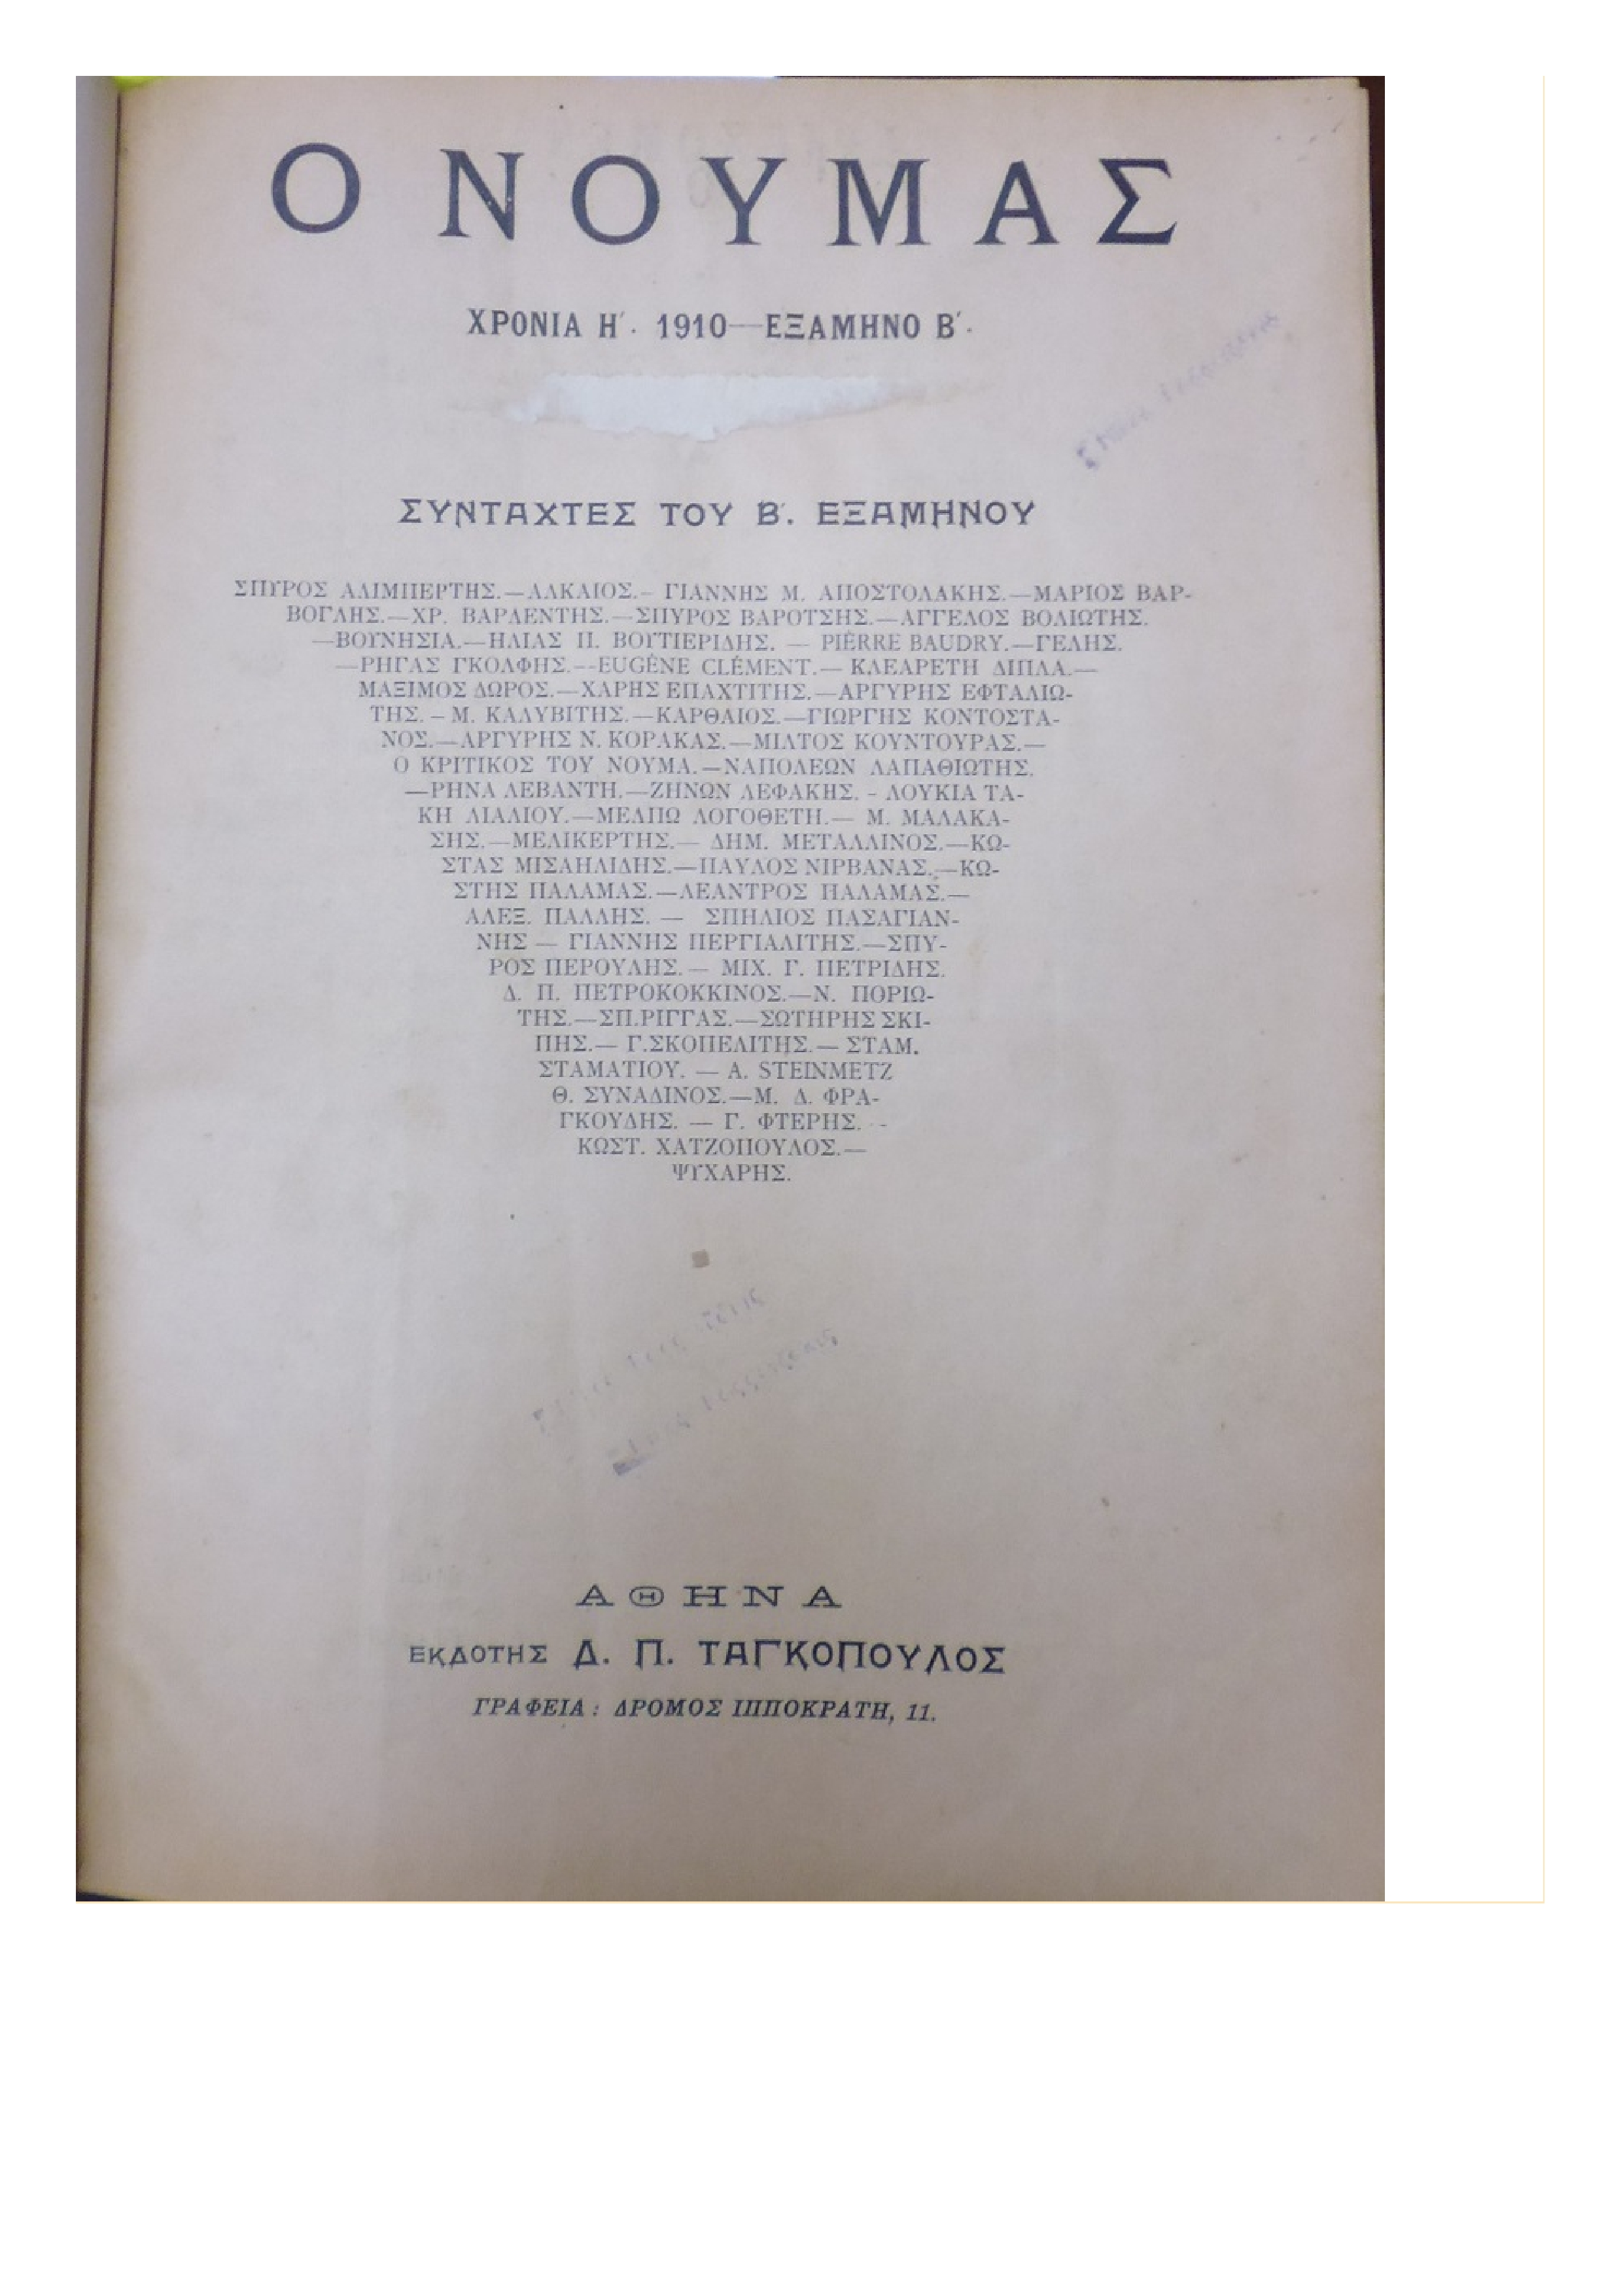 Ο ΝΟΥΜΑΣ
ΧΡΟΝΙΑ Η΄. 1910—ΕΞΑΜΗΝΟ Β΄.
ΣΥΝΤΑΧΤΕΣ ΤΟΥ Β΄. ΕΞΑΜΗΝΟΥ
ΣΠΥΡΟΣ ΑΛΙΜΠΕΡΤΗΣ.—ΑΛΚΑΙΟΣ.- ΓΙΑΝΝΗΣ Μ. ΑΠΟΣΤΟΛΑΚΗΣ.—ΜΑΡΙΟΣ ΒΑΡ-
ΒΟΓΛΗΣ.—ΧΡ. ΒΑΡΛΕΝΤΗΣ.—ΣΠΥΡΟΣ ΒΑΡΟΤΣΗΣ.—ΑΓΓΕΛΟΣ ΒΟΛΙΩΤΗΣ.
—ΒΟΥΝΗΣΙΑ.—ΗΛΙΑΣ Π. ΒΟΥΤΙΕΡΙΔΗΣ. — PIÈRRE BAUDRY.—ΓΕΛΗΣ.
—ΡΗΓΑΣ ΓΚΟΛΦΗΣ.--EUGÈNE CLÉMENT.— ΚΛΕΑΡΕΤΗ ΔΙΠΛΑ.—
ΜΑΞΙΜΟΣ ΔΩΡΟΣ.—ΧΑΡΗΣ ΕΠΑΧΤΙΤΗΣ.—ΑΡΓΥΡΗΣ ΕΦΤΑΛΙΩ-
ΤΗΣ. – Μ. ΚΑΛΥΒΙΤΗΣ.—ΚΑΡΘΑΙΟΣ.—ΓΙΩΡΓΗΣ ΚΟΝΤΟΣΤΑ-
ΝΟΣ.—ΑΡΓΥΡΗΣ Ν. ΚΟΡΑΚΑΣ.—ΜΙΛΤΟΣ ΚΟΥΝΤΟΥΡΑΣ.—
Ο ΚΡΙΤΙΚΟΣ ΤΟΥ ΝΟΥΜΑ.—ΝΑΠΟΛΕΩΝ ΛΑΠΑΘΙΩΤΗΣ.
—ΡΗΝΑ ΛΕΒΑΝΤΗ.—ΖΗΝΩΝ ΛΕΦΑΚΗΣ. - ΛΟΥΚΙΑ ΤΑ-
ΚΗ ΛΙΑΛΙΟΥ.—ΜΕΛΠΩ ΛΟΓΟΘΕΤΗ.— Μ. ΜΑΛΑΚΑ-
ΣΗΣ.—ΜΕΛΙΚΕΡΤΗΣ.— ΔΗΜ. ΜΕΤΑΛΛΙΝΟΣ.—ΚΩ-
ΣΤΑΣ ΜΙΣΑΗΛΙΔΗΣ.—ΠΑΥΛΟΣ ΝΙΡΒΑΝΑΣ.—ΚΩ-
ΣΤΗΣ ΠΑΛΑΜΑΣ.—ΛΕΑΝΤΡΟΣ ΠΑΛΑΜΑΣ.—
ΑΛΕΞ. ΠΑΛΛΗΣ. — ΣΠΗΛΙΟΣ ΠΑΣΑΓΙΑΝ-
ΝΗΣ — ΓΙΑΝΝΗΣ ΠΕΡΓΙΑΛΙΤΗΣ.—ΣΠΥ-
ΡΟΣ ΠΕΡΟΥΛΗΣ.— ΜΙΧ. Γ. ΠΕΤΡΙΔΗΣ.
Δ. Π. ΠΕΤΡΟΚΟΚΚΙΝΟΣ.—Ν. ΠΟΡΙΩ-
ΤΗΣ.—ΣΠ.ΡΙΓΓΑΣ.—ΣΩΤΗΡΗΣ ΣΚΙ-
ΠΗΣ.— Γ.ΣΚΟΠΕΛΙΤΗΣ.— ΣΤΑΜ.
ΣΤΑΜΑΤΙΟΥ. — A. STEINMETZ
Θ. ΣΥΝΑΔΙΝΟΣ.—Μ. Δ. ΦΡΑ-
ΓΚΟΥΔΗΣ. — Γ. ΦΤΕΡΗΣ. - -
ΚΩΣΤ. ΧΑΤΖΟΠΟΥΛΟΣ.—
ΨΥΧΑΡΗΣ.
ΑΘΗΝΑ
ΕΚΔΟΤΗΣ Δ. Π. ΤΑΓΚΟΠΟΥΛΟΣ
ΓΡΑΦΕΙΑ : ΔΡΟΜΟΣ ΙΠΠΟΚΡΑΤΗ, 11.